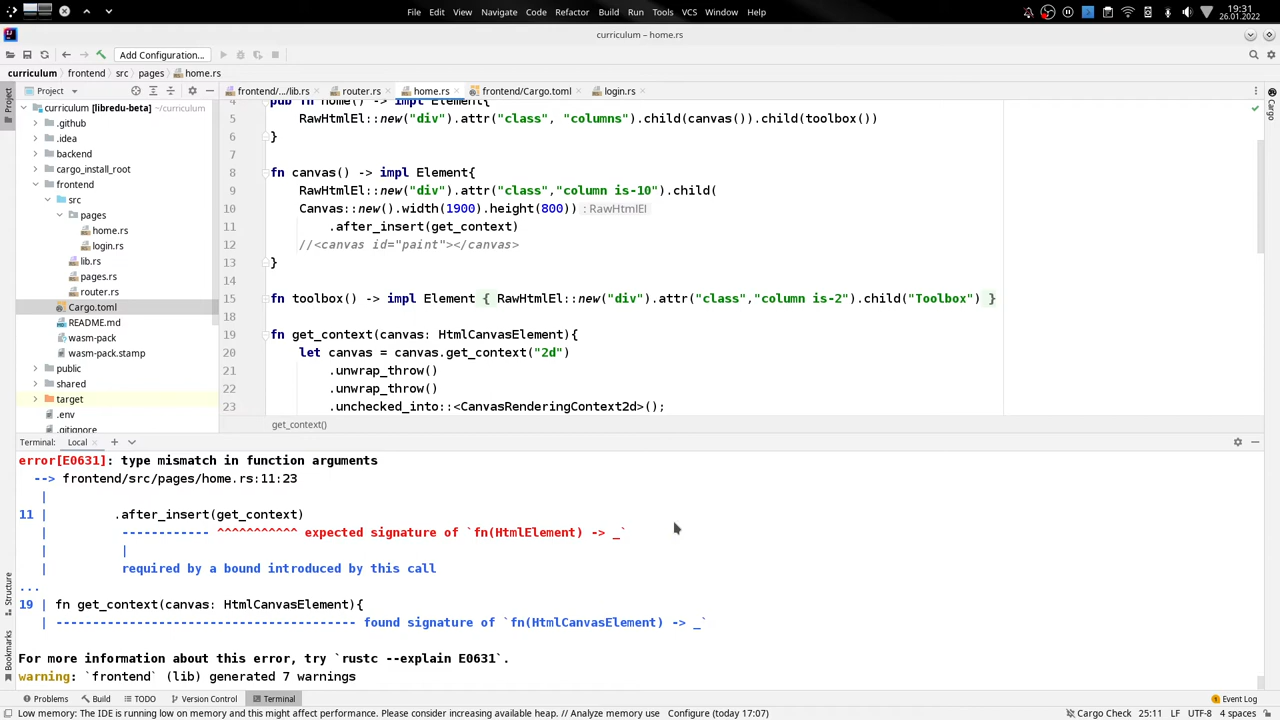 File Edit View Navigate Code Refactor Build Run Tools VCS Window Help
19:31
26.01.2022
curriculum – home.rs
Add Configuration...
curriculum frontend src pages home.rs
Project
frontend/.../lib.rs router.rs home.rs frontend/Cargo.toml login.rs
Project
Structure
Bookmarks
Cargo
curriculum [libredu-beta] ~/curriculum
.github
.idea
backend
cargo_install_root
frontend
src
pages
home.rs
login.rs
lib.rs
pages.rs
router.rs
Cargo.toml
README.md
wasm-pack
wasm-pack.stamp
public
shared
target
.env
.gitignore
4 pub fn home() -> impl Element{
5 RawHtmlEl::new("div").attr("class", "columns").child(canvas()).child(toolbox())
6 }
7
8 fn canvas() -> impl Element{
9 RawHtmlEl::new("div").attr("class","column is-10").child(
10 Canvas::new().width(1900).height(800)) : RawHtmlEl
11 .after_insert(get_context)
12 //<canvas id="paint"></canvas>
13 }
14
15 fn toolbox() -> impl Element { RawHtmlEl::new("div").attr("class","column is-2").child("Toolbox") }
18
19 fn get_context(canvas: HtmlCanvasElement){
20 let canvas = canvas.get_context("2d")
21 .unwrap_throw()
22 .unwrap_throw()
23 .unchecked_into::<CanvasRenderingContext2d>();
get_context()
Terminal: Local
error[E0631]: type mismatch in function arguments
--> frontend/src/pages/home.rs:11:23
|
11 | .after_insert(get_context)
| ------------ ^^^^^^^^^^^ expected signature of `fn(HtmlElement) -> _`
| |
| required by a bound introduced by this call
...
19 | fn get_context(canvas: HtmlCanvasElement){
| ----------------------------------------- found signature of `fn(HtmlCanvasElement) -> _`
For more information about this error, try `rustc --explain E0631`.
warning: `frontend` (lib) generated 7 warnings
Problems Build TODO Version Control Terminal Event Log
Low memory: The IDE is running low on memory and this might affect performance. Please consider increasing available heap. // Analyze memory use Configure (today 17:07) Cargo Check 25:11 LF UTF-8 4 spaces